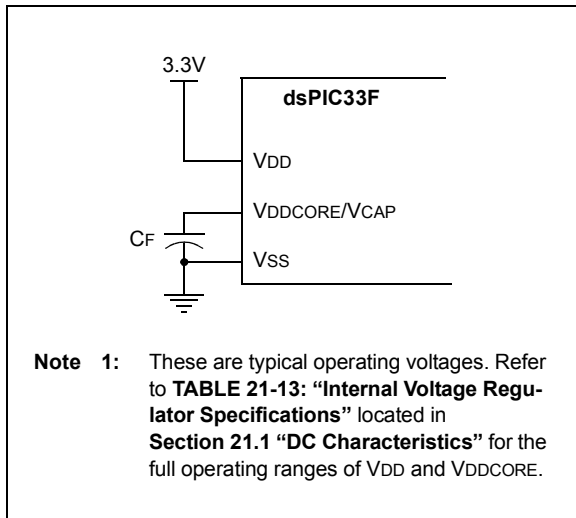 3.3V
dsPIC33F
VDD
VDDCORE/VCAP
CF
VSS
Note 1: These are typical operating voltages. Refer
to TABLE 21-13: “Internal Voltage Regu-
lator Specifications” located in
Section 21.1 “DC Characteristics” for the
full operating ranges of VDD and VDDCORE.